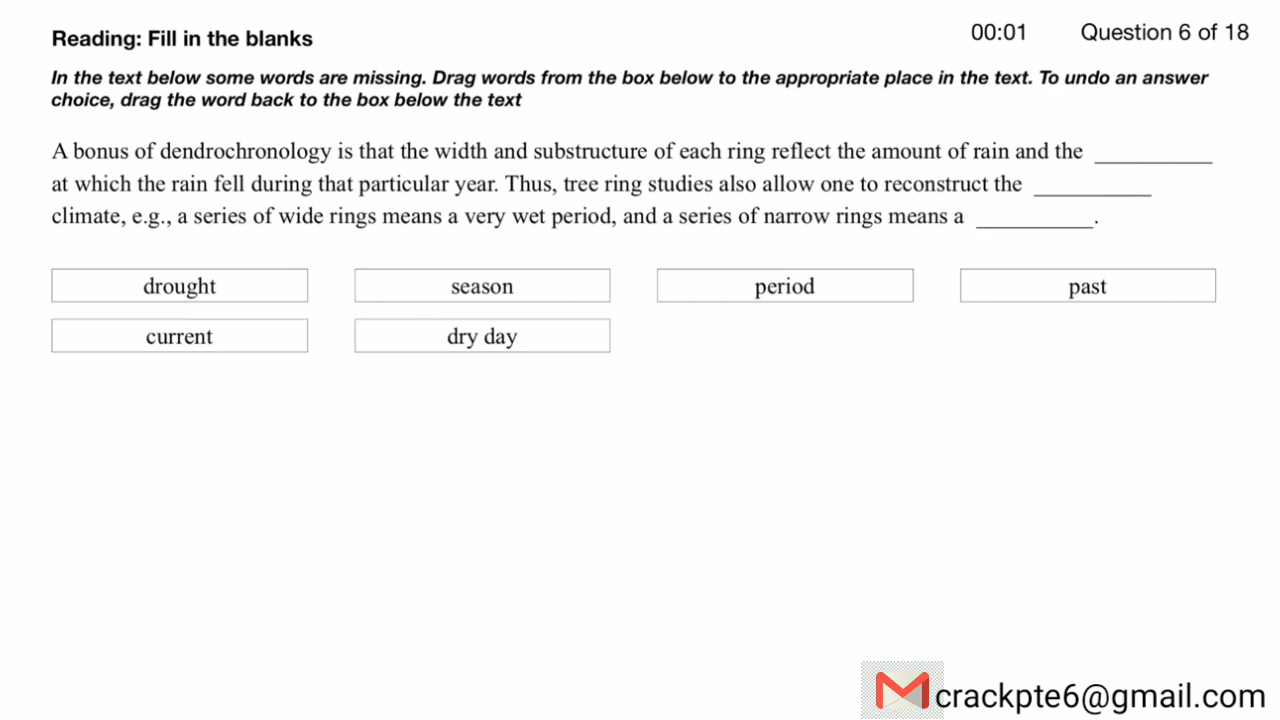 Reading: Fill in the blanks
00:01 Question 6 of 18
In the text below some words are missing. Drag words from the box below to the appropriate place in the text. To undo an answer
choice, drag the word back to the box below the text
A bonus of dendrochronology is that the width and substructure of each ring reflect the amount of rain and the __________
at which the rain fell during that particular year. Thus, tree ring studies also allow one to reconstruct the __________
climate, e.g., a series of wide rings means a very wet period, and a series of narrow rings means a __________.
drought season period past
current dry day
crackpte6@gmail.com